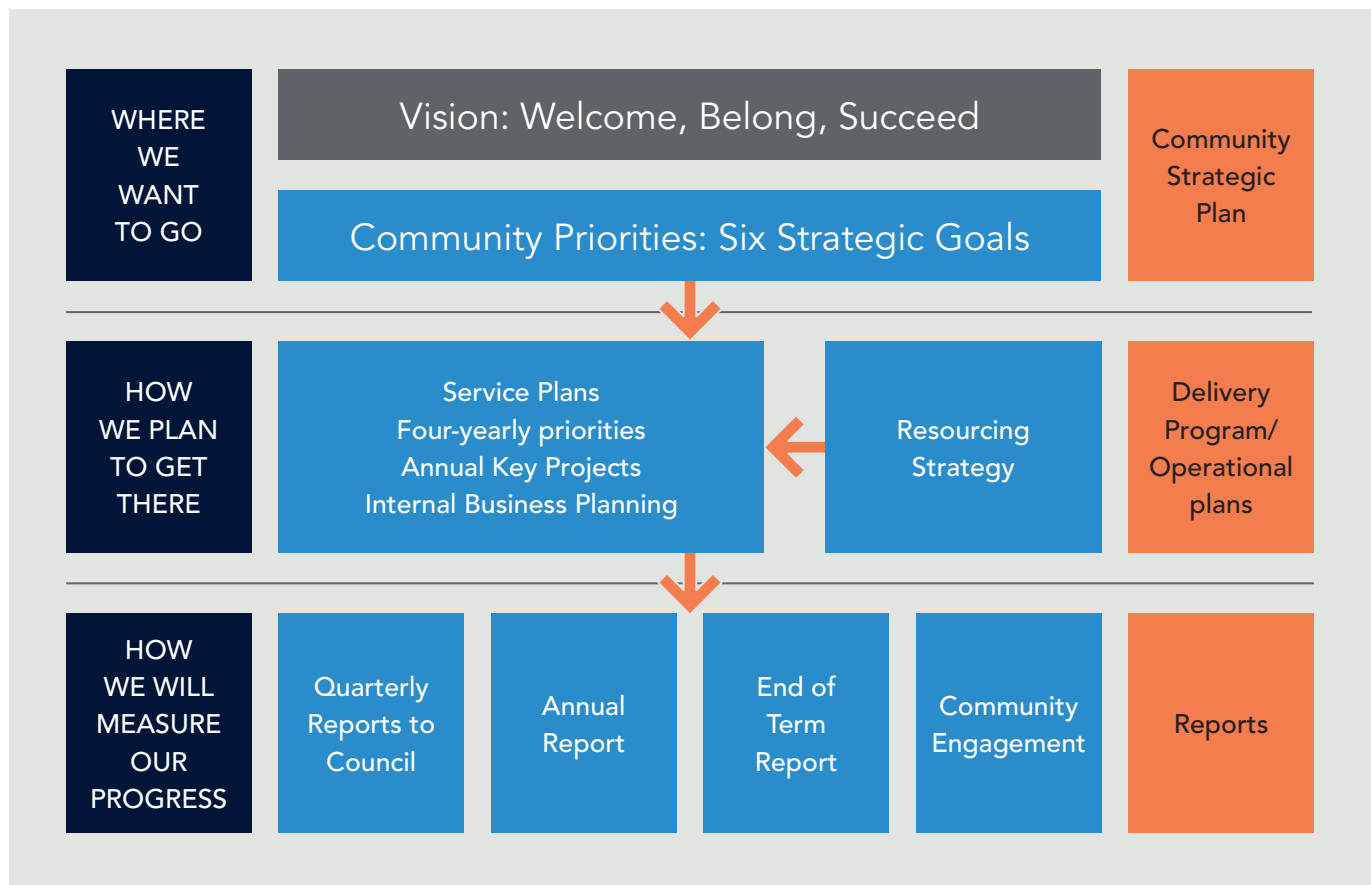 WHERE
WE
WANT
TO GO
Vision: Welcome, Belong, Succeed
Community Priorities: Six Strategic Goals
Community
Strategic
Plan
HOW
WE PLAN
TO GET
THERE
Service Plans
Four-yearly priorities
Annual Key Projects
Internal Business Planning
Resourcing
Strategy
Delivery
Program/
Operational
plans
HOW
WE WILL
MEASURE
OUR
PROGRESS
Quarterly
Reports to
Council
Annual
Report
End of
Term
Report
Community
Engagement
Reports